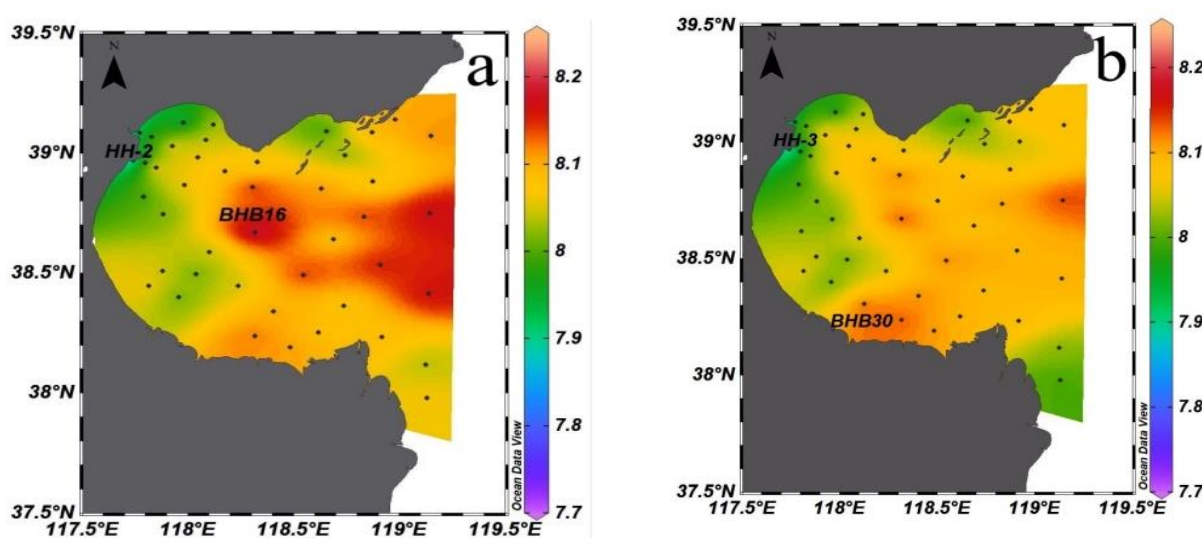 a
N
39.5°N
39°N
38.5°N
38°N
37.5°N
117.5°E
118°E
118.5°E
119°E
119.5°E
HH-2
BHB16
8.2
8.1
8
7.9
7.8
7.7
Ocean Data View
b
N
39.5°N
39°N
38.5°N
38°N
37.5°N
117.5°E
118°E
118.5°E
119°E
119.5°E
HH-3
BHB30
8.2
8.1
8
7.9
7.8
7.7
Ocean Data View